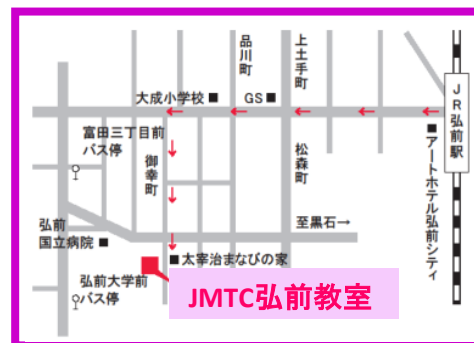 品川町
上土手町
JR弘前駅
大成小学校
GS
富田三丁目前
バス停
御幸町
松森町
アートホテル弘前シティ
至黒石→
弘前
国立病院
太宰治まなびの家
弘前大学前
バス停
JMTC弘前教室